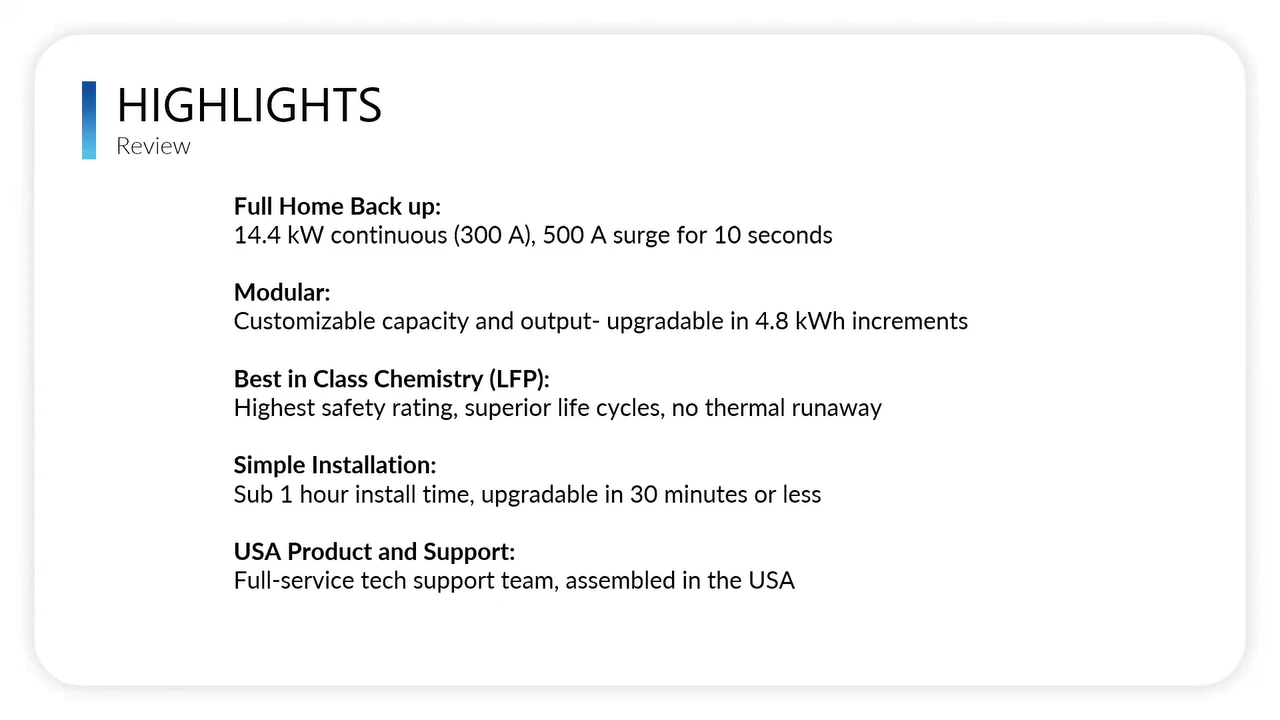 HIGHLIGHTS
Review
Full Home Back up:
14.4 kW continuous (300 A), 500 A surge for 10 seconds
Modular:
Customizable capacity and output- upgradable in 4.8 kWh increments
Best in Class Chemistry (LFP):
Highest safety rating, superior life cycles, no thermal runaway
Simple Installation:
Sub 1 hour install time, upgradable in 30 minutes or less
USA Product and Support:
Full-service tech support team, assembled in the USA